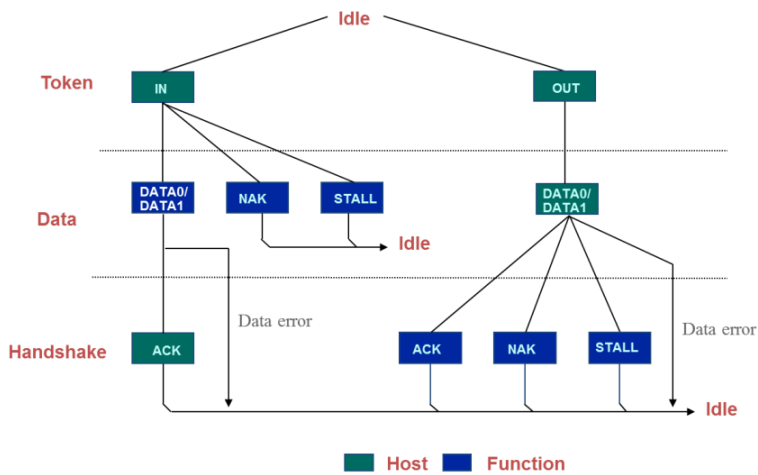 Idle
Token
IN
OUT
DATA0/
DATA1
NAK
STALL
DATA0/
DATA1
Data
Idle
Data error
Data error
Handshake
ACK
ACK
NAK
STALL
Idle
Host
Function